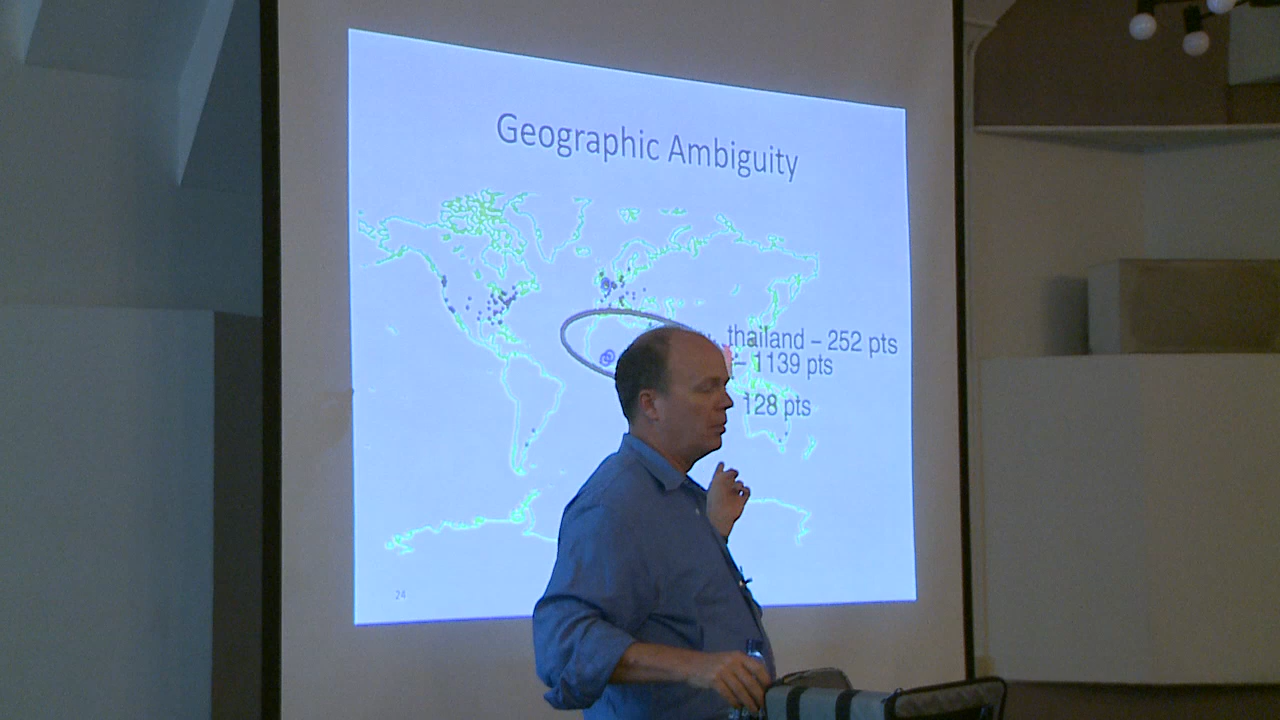 Geographic Ambiguity
thailand – 252 pts
– 1139 pts
128 pts
24